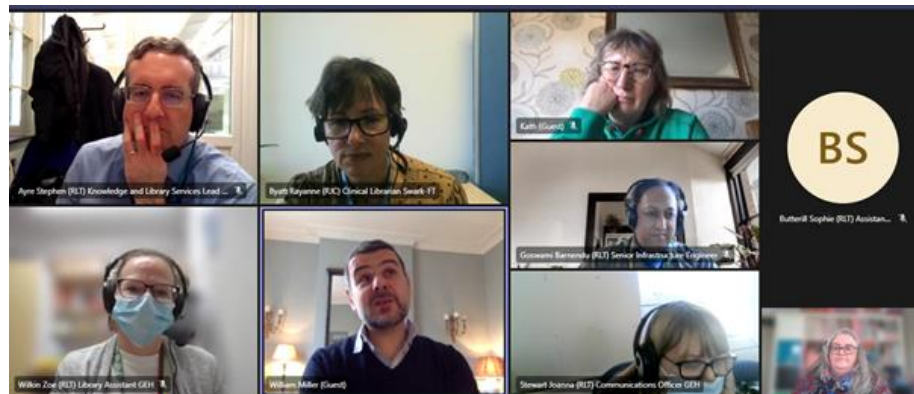 Ayre Stephen (RLT) Knowledge and Library Services Lead ...
Byatt Rayanne (RJC) Clinical Librarian Swark-FT
Kath (Guest)
Goswami Barnendu (RLT) Senior Infrastructure Engineer
BS
Butterill Sophie (RLT) Assistan...
Wilkin Zoe (RLT) Library Assistant GEH
William Miller (Guest)
Stewart Joanna (RLT) Communications Officer GEH